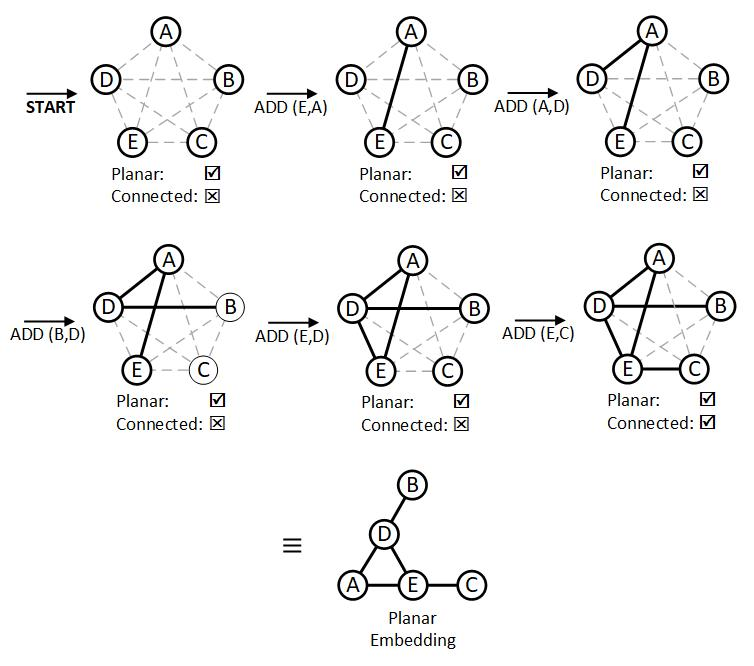 A
D B
E C
START
Planar: ☑
Connected: ☒
ADD (E,A)
A
D B
E C
Planar: ☑
Connected: ☒
ADD (A,D)
A
D B
E C
Planar: ☑
Connected: ☒
ADD (B,D)
A
D B
E C
Planar: ☑
Connected: ☒
ADD (E,D)
A
D B
E C
Planar: ☑
Connected: ☒
ADD (E,C)
A
D B
E C
Planar: ☑
Connected: ☑
≡
B
D
A E C
Planar
Embedding